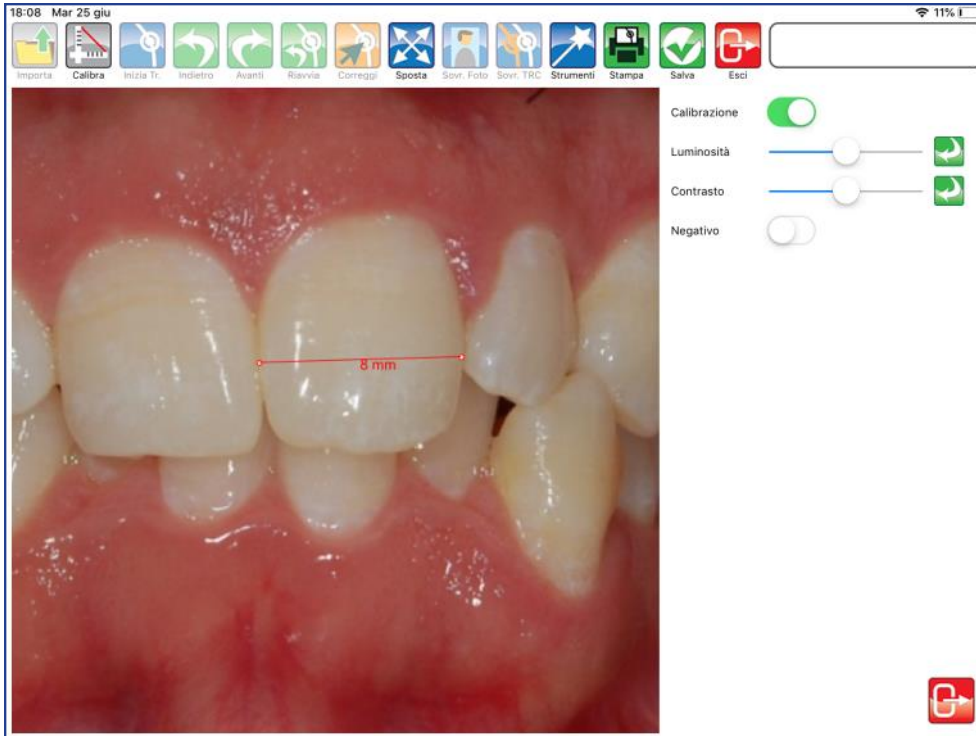 18:08 Mar 25 giu 11%
Importa Calibra Inizia Tr. Indietro Avanti Riavvia Correggi Sposta Sovr. Foto Sovr. TRC Strumenti Stampa Salva Esci
Calibrazione
Luminosità
Contrasto
Negativo
8 mm